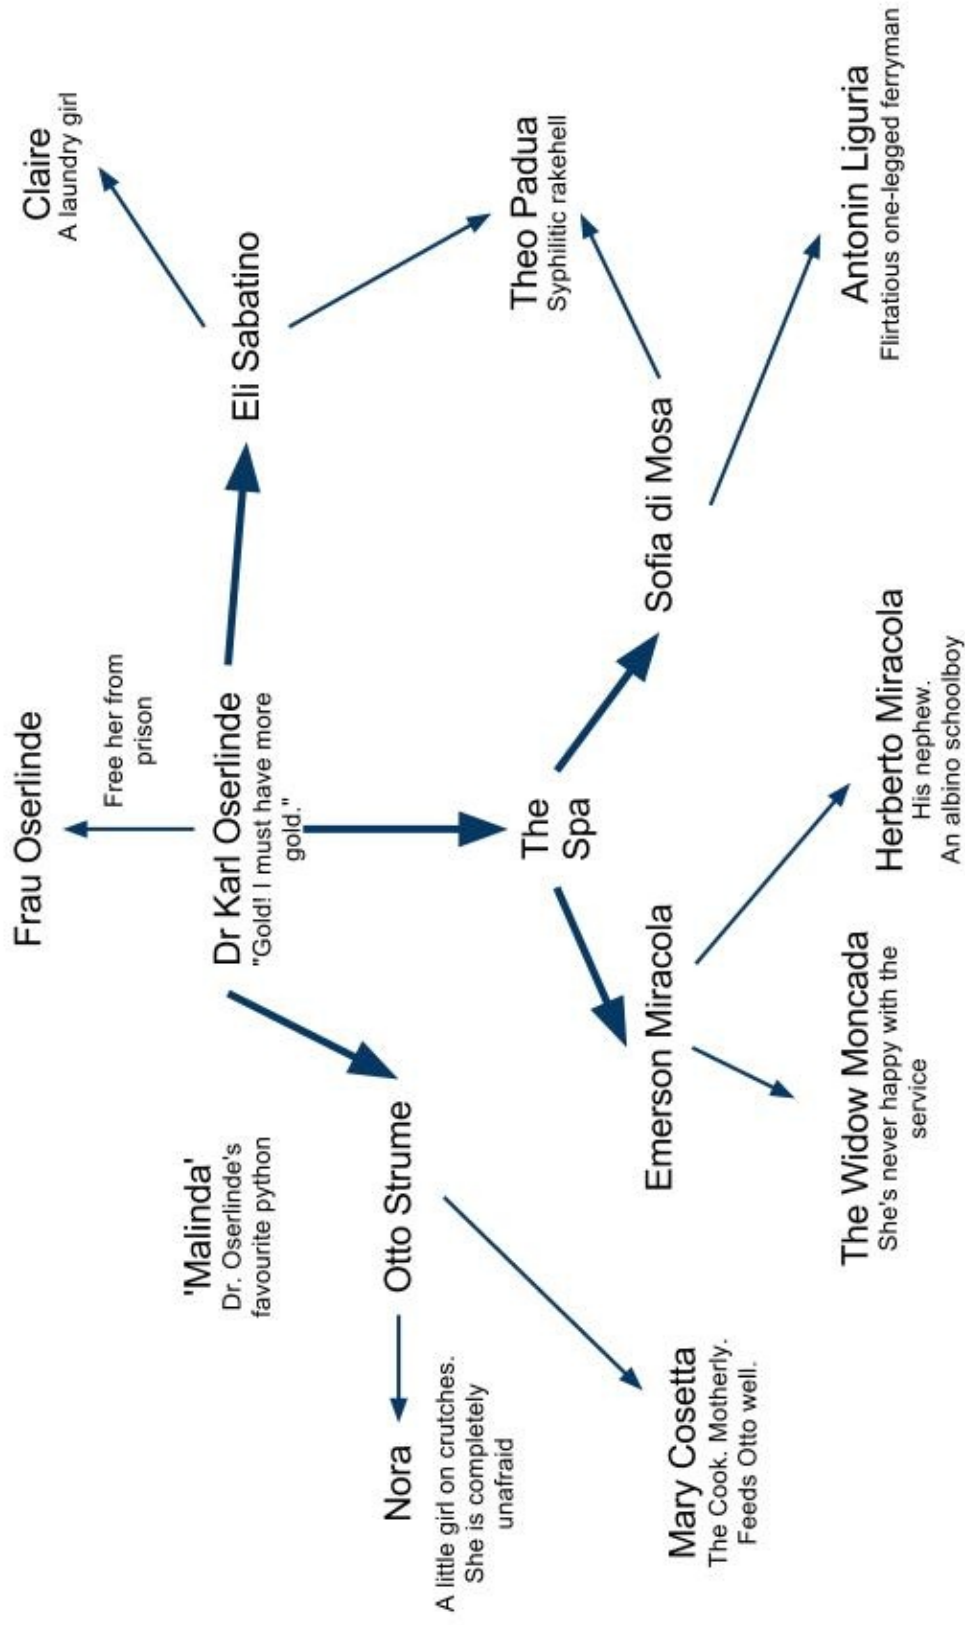 Frau Oserlinde
Free her from
prison
Claire
A laundry girl
'Malinda'
Dr. Oserlinde's
favourite python
Dr Karl Oserlinde
"Gold! I must have more
gold."
Eli Sabatino
Nora
A little girl on crutches.
She is completely
unafraid
Otto Strume
The
Spa
Theo Padua
Syphilitic rakehell
Mary Cosetta
The Cook. Motherly.
Feeds Otto well.
Emerson Miracola
Sofia di Mosa
The Widow Moncada
She's never happy with the
service
Herberto Miracola
His nephew.
An albino schoolboy
Antonin Liguria
Flirtatious one-legged ferryman